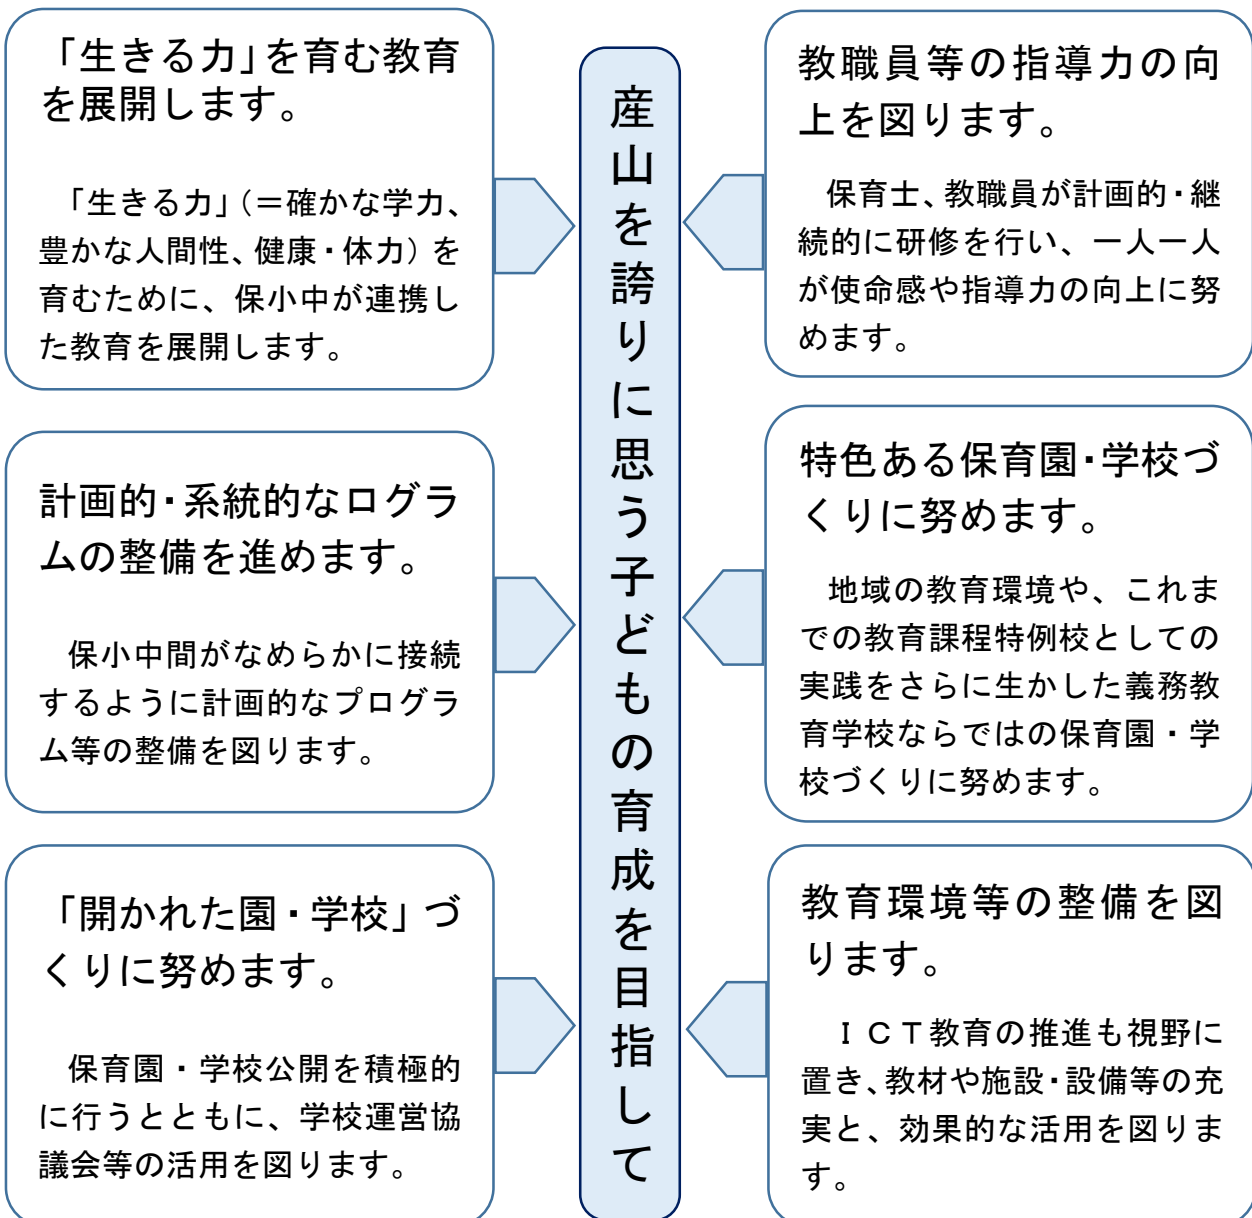 「生きる力」を育む教育
を展開します。
「生きる力」（＝確かな学力、
豊かな人間性、健康・体力）を
育むために、保小中が連携し
た教育を展開します。
計画的・系統的なログラ
ムの整備を進めます。
保小中間がなめらかに接続
するように計画的なプログラ
ム等の整備を図ります。
「開かれた園・学校」づ
くりに努めます。
保育園・学校公開を積極的
に行うとともに、学校運営協
議会等の活用を図ります。
産山を誇りに思う子どもの育成を目指して
教職員等の指導力の向
上を図ります。
保育士、教職員が計画的・継
続的に研修を行い、一人一人
が使命感や指導力の向上に努
めます。
特色ある保育園・学校づ
くりに努めます。
地域の教育環境や、これま
での教育課程特例校としての
実践をさらに生かした義務教
育学校ならではの保育園・学
校づくりに努めます。
教育環境等の整備を図
ります。
ＩＣＴ教育の推進も視野に
置き、教材や施設・設備等の充
実と、効果的な活用を図りま
す。